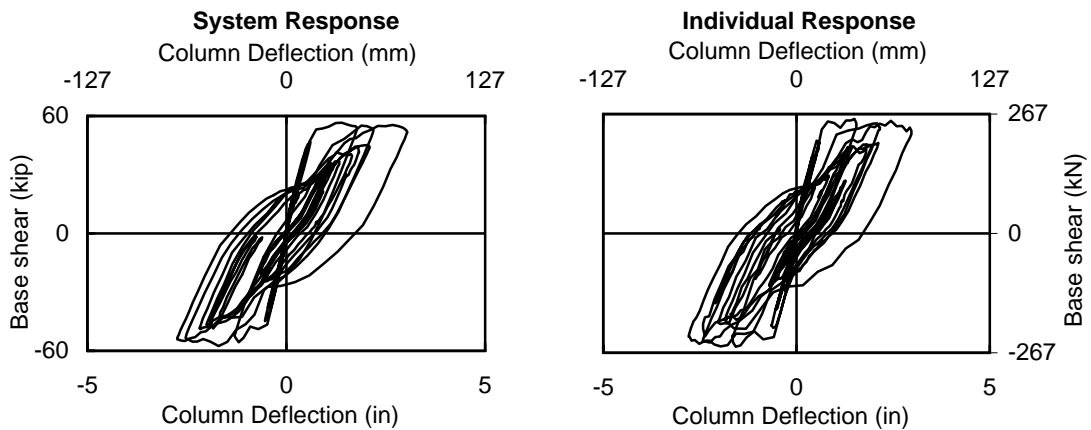 System Response
Column Deflection (mm)
-127 0 127
60
0
-60
Base shear (kip)
-5 0 5
Column Deflection (in)
Individual Response
Column Deflection (mm)
-127 0 127
267
0
-267
Base shear (kN)
-5 0 5
Column Deflection (in)